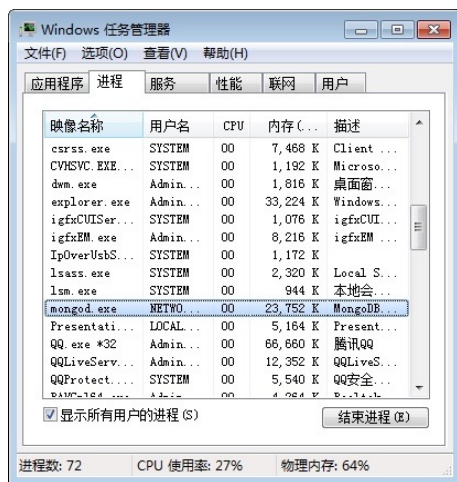 Windows 任务管理器
文件(F) 选项(O) 查看(V) 帮助(H)
应用程序 进程 服务 性能 联网 用户
映像名称 用户名 CPU 内存(... 描述
csrss.exe SYSTEM 00 7,468 K Client ...
CVHSVC.EXE... SYSTEM 00 1,192 K Microso...
dwm.exe Admin... 00 1,816 K 桌面窗...
explorer.exe Admin... 00 33,224 K Windows...
igfxCUISer... SYSTEM 00 1,076 K igfxCUI...
igfxEM.exe Admin... 00 8,216 K igfxEM ...
IpOverUsbS... SYSTEM 00 1,172 K
lsass.exe SYSTEM 00 2,320 K Local S...
lsm.exe SYSTEM 00 944 K 本地会...
mongod.exe NETWO... 00 23,752 K MongoDB...
Presentati... LOCAL... 00 5,164 K Present...
QQ.exe *32 Admin... 00 66,660 K 腾讯QQ
QQLiveServ... Admin... 00 12,352 K QQLiveS...
QQProtect.... SYSTEM 00 5,540 K QQ安全...
显示所有用户的进程(S) 结束进程(E)
进程数: 72 CPU 使用率: 27% 物理内存: 64%